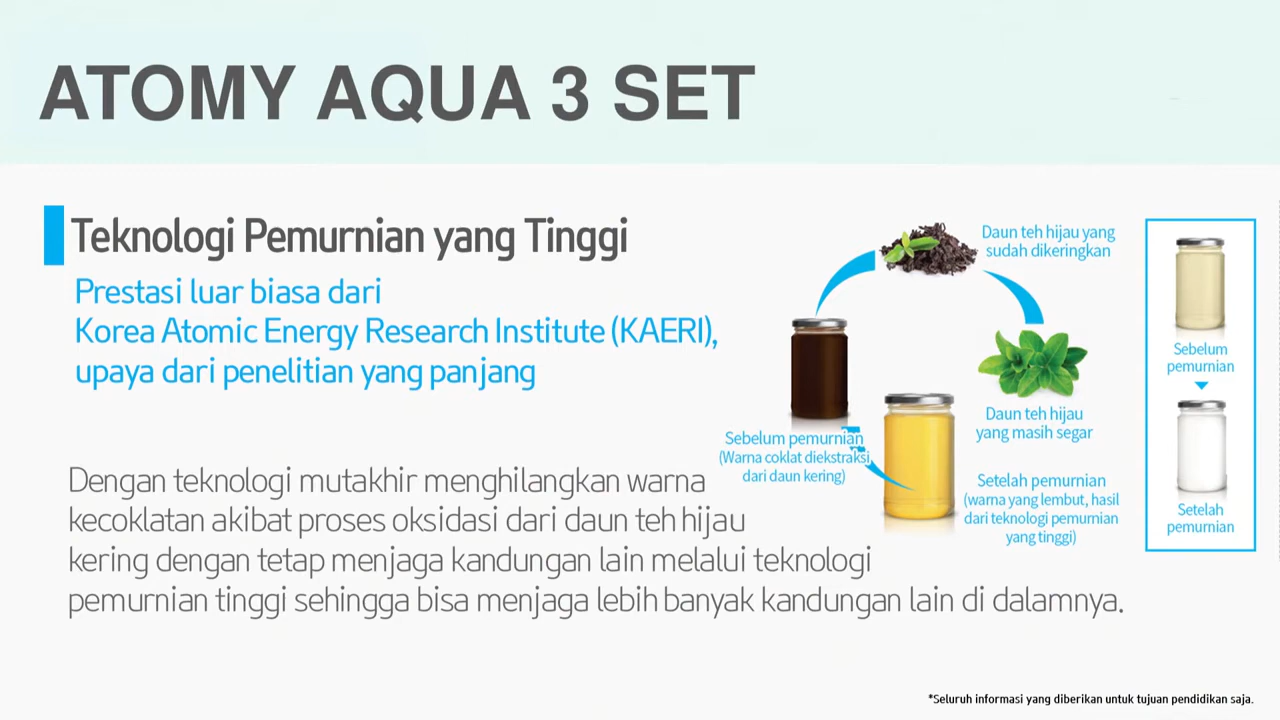 ATOMY AQUA 3 SET
Teknologi Pemurnian yang Tinggi
Prestasi luar biasa dari
Korea Atomic Energy Research Institute (KAERI),
upaya dari penelitian yang panjang
Dengan teknologi mutakhir menghilangkan warna
kecoklatan akibat proses oksidasi dari daun teh hijau
kering dengan tetap menjaga kandungan lain melalui teknologi
pemurnian tinggi sehingga bisa menjaga lebih banyak kandungan lain di dalamnya.
Daun teh hijau yang
sudah dikeringkan
Daun teh hijau
yang masih segar
Sebelum pemurnian
(Warna coklat diekstraksi
dari daun kering)
Setelah pemurnian
(warna yang lembut, hasil
dari teknologi pemurnian
yang tinggi)
Sebelum
pemurnian
Setelah
pemurnian
*Seluruh informasi yang diberikan untuk tujuan pendidikan saja.